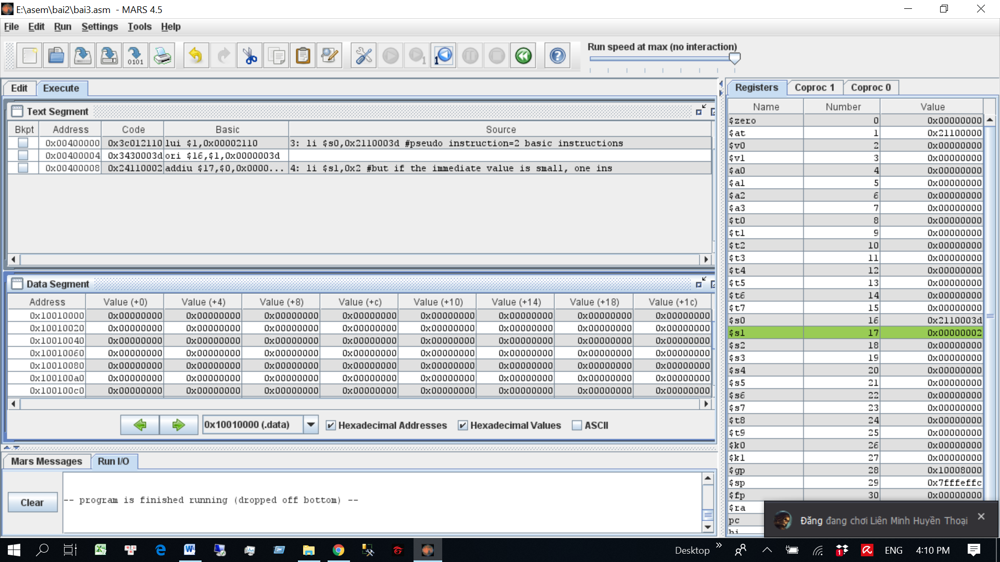 E:\asem\bai2\bai3.asm - MARS 4.5
File Edit Run Settings Tools Help
Run speed at max (no interaction)
Edit Execute
Text Segment
Bkpt Address Code Basic Source
0x00400000 0x3c012110 lui $1,0x00002110 3: li $s0,0x2110003d #pseudo instruction=2 basic instructions
0x00400004 0x3430003d ori $16,$1,0x0000003d
0x00400008 0x24110002 addiu $17,$0,0x0000... 4: li $s1,0x2 #but if the immediate value is small, one ins
Data Segment
Address Value (+0) Value (+4) Value (+8) Value (+c) Value (+10) Value (+14) Value (+18) Value (+1c)
0x10010000 0x00000000 0x00000000 0x00000000 0x00000000 0x00000000 0x00000000 0x00000000 0x00000000
0x10010020 0x00000000 0x00000000 0x00000000 0x00000000 0x00000000 0x00000000 0x00000000 0x00000000
0x10010040 0x00000000 0x00000000 0x00000000 0x00000000 0x00000000 0x00000000 0x00000000 0x00000000
0x10010060 0x00000000 0x00000000 0x00000000 0x00000000 0x00000000 0x00000000 0x00000000 0x00000000
0x10010080 0x00000000 0x00000000 0x00000000 0x00000000 0x00000000 0x00000000 0x00000000 0x00000000
0x100100a0 0x00000000 0x00000000 0x00000000 0x00000000 0x00000000 0x00000000 0x00000000 0x00000000
0x100100c0 0x00000000 0x00000000 0x00000000 0x00000000 0x00000000 0x00000000 0x00000000 0x00000000
0x10010000 (.data) Hexadecimal Addresses Hexadecimal Values ASCII
Mars Messages Run I/O
Clear
-- program is finished running (dropped off bottom) --
Registers Coproc 1 Coproc 0
Name Number Value
$zero 0 0x00000000
$at 1 0x21100000
$v0 2 0x00000000
$v1 3 0x00000000
$a0 4 0x00000000
$a1 5 0x00000000
$a2 6 0x00000000
$a3 7 0x00000000
$t0 8 0x00000000
$t1 9 0x00000000
$t2 10 0x00000000
$t3 11 0x00000000
$t4 12 0x00000000
$t5 13 0x00000000
$t6 14 0x00000000
$t7 15 0x00000000
$s0 16 0x2110003d
$s1 17 0x00000002
$s2 18 0x00000000
$s3 19 0x00000000
$s4 20 0x00000000
$s5 21 0x00000000
$s6 22 0x00000000
$s7 23 0x00000000
$t8 24 0x00000000
$t9 25 0x00000000
$k0 26 0x00000000
$k1 27 0x00000000
$gp 28 0x10008000
$sp 29 0x7fffeffc
$fp 30 0x00000000
$ra
pc
hi
Đăng đang chơi Liên Minh Huyền Thoại
Desktop ENG 4:10 PM